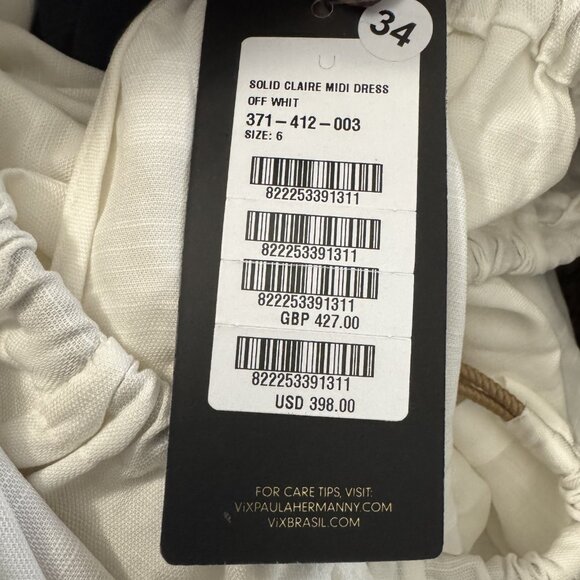 34
SOLID CLAIRE MIDI DRESS
OFF WHIT
371-412-003
SIZE: 6
822253391311
822253391311
822253391311
GBP 427.00
822253391311
USD 398.00
FOR CARE TIPS, VISIT:
ViXPAULAHERMANNY.COM
ViXBRASIL.COM